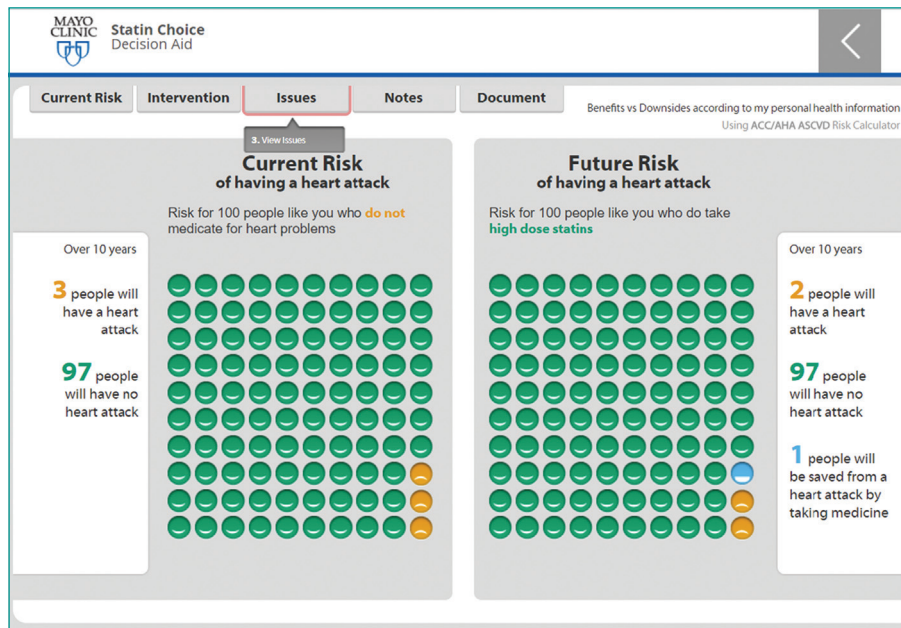 MAYO
CLINIC
Statin Choice
Decision Aid
Current Risk
Intervention
Issues
Notes
Document
Benefits vs Downsides according to my personal health information
Using ACC/AHA ASCVD Risk Calculator
3. View Issues
Current Risk
of having a heart attack
Risk for 100 people like you who do not
medicate for heart problems
Over 10 years
3 people will
have a heart
attack
97 people
will have no
heart attack
Future Risk
of having a heart attack
Risk for 100 people like you who do take
high dose statins
Over 10 years
2 people will
have a heart
attack
97 people
will have no
heart attack
1 people will
be saved from a
heart attack by
taking medicine